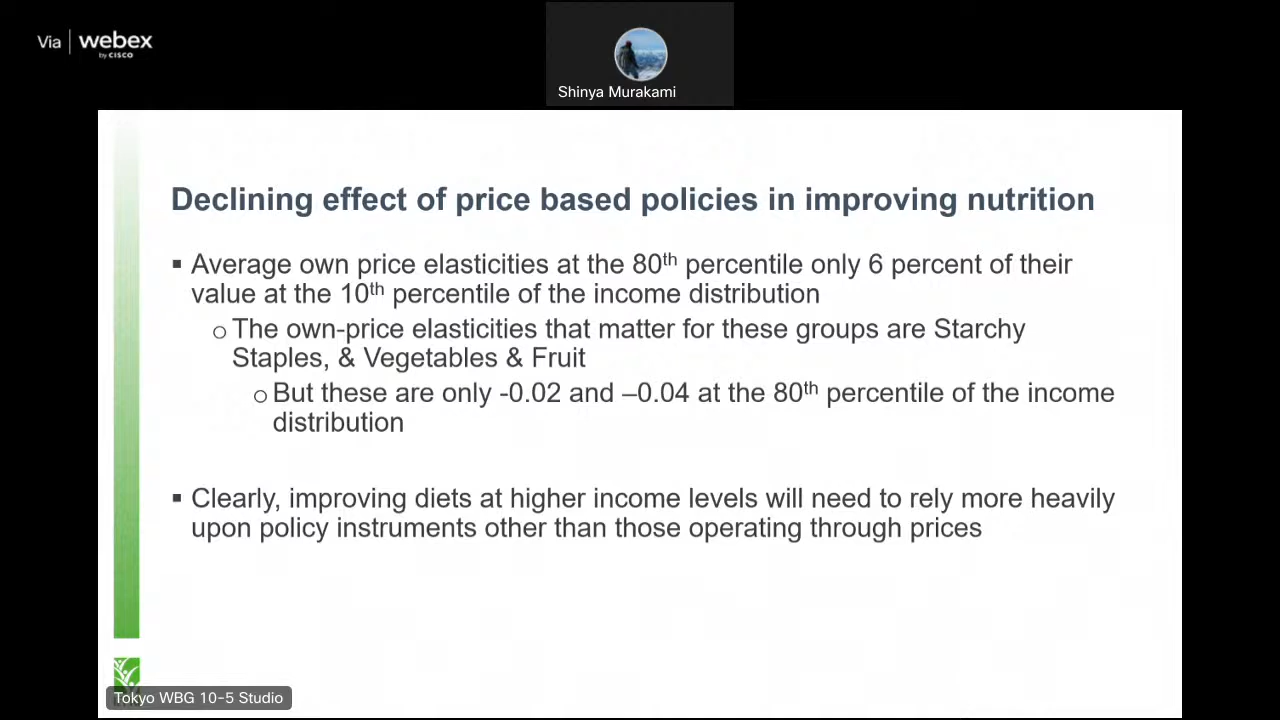 Via | webex
by CISCO
Shinya Murakami
Declining effect of price based policies in improving nutrition
▪ Average own price elasticities at the 80th percentile only 6 percent of their
value at the 10th percentile of the income distribution
o The own-price elasticities that matter for these groups are Starchy
Staples, & Vegetables & Fruit
o But these are only -0.02 and –0.04 at the 80th percentile of the income
distribution
▪ Clearly, improving diets at higher income levels will need to rely more heavily
upon policy instruments other than those operating through prices
Tokyo WBG 10-5 Studio